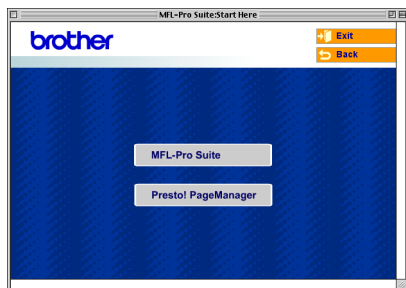 MFL-Pro Suite:Start Here
brother
Exit
Back
MFL-Pro Suite
Presto! PageManager